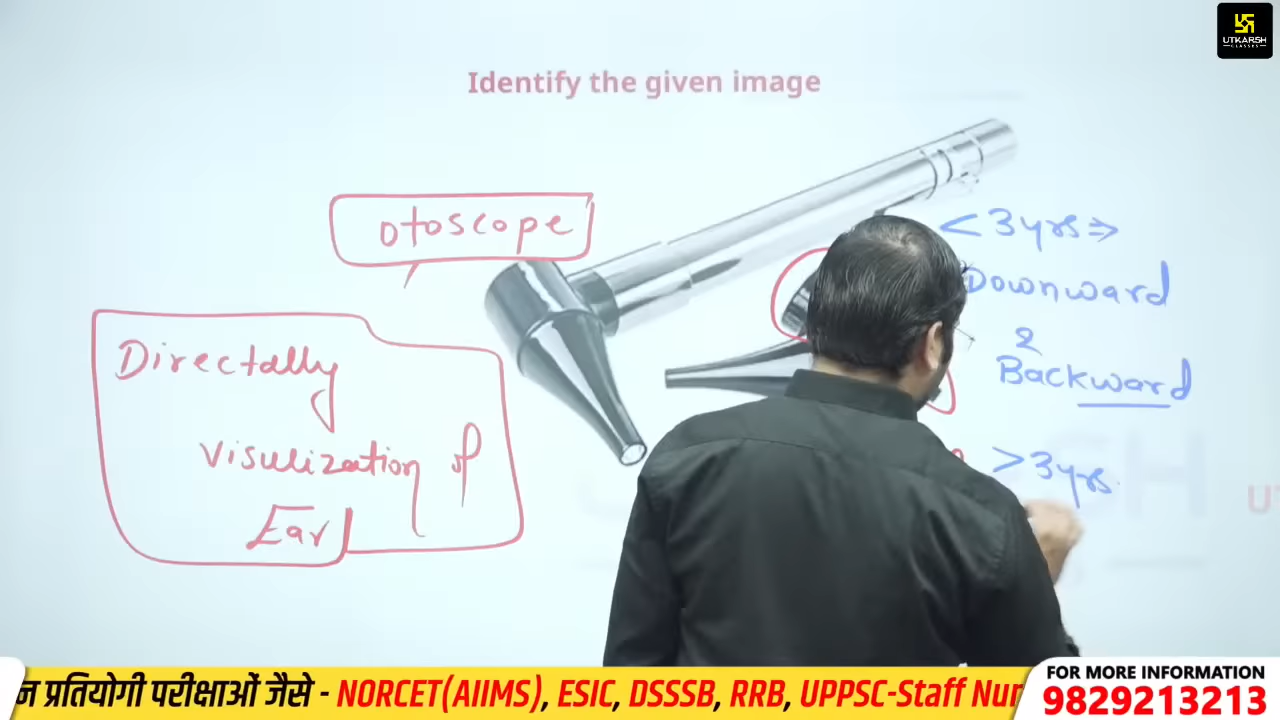 UTKARSH
CLASSES
Identify the given image
otoscope
Directally
visulization of
Ear
< 3yrs ⇒
Downward
&
Backward
> 3yrs
न प्रतियोगी परीक्षाओं जैसे - NORCET(AIIMS), ESIC, DSSSB, RRB, UPPSC-Staff Nur
FOR MORE INFORMATION
9829213213